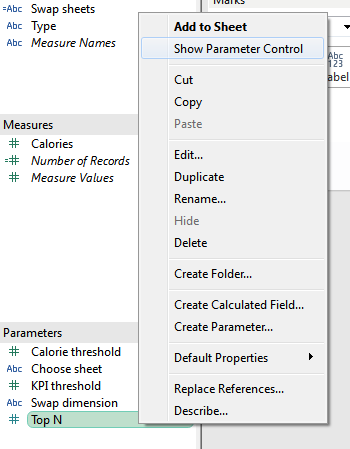 Swap sheets
Type
Measure Names
Measures
Calories
Number of Records
Measure Values
Parameters
Calorie threshold
Choose sheet
KPI threshold
Swap dimension
Top N
Add to Sheet
Show Parameter Control
Cut
Copy
Paste
Edit...
Duplicate
Rename...
Hide
Delete
Create Folder...
Create Calculated Field...
Create Parameter...
Default Properties
Replace References...
Describe...
Marks
Abc
123
abel
=Abc
Abc
Abc
Abc
Abc